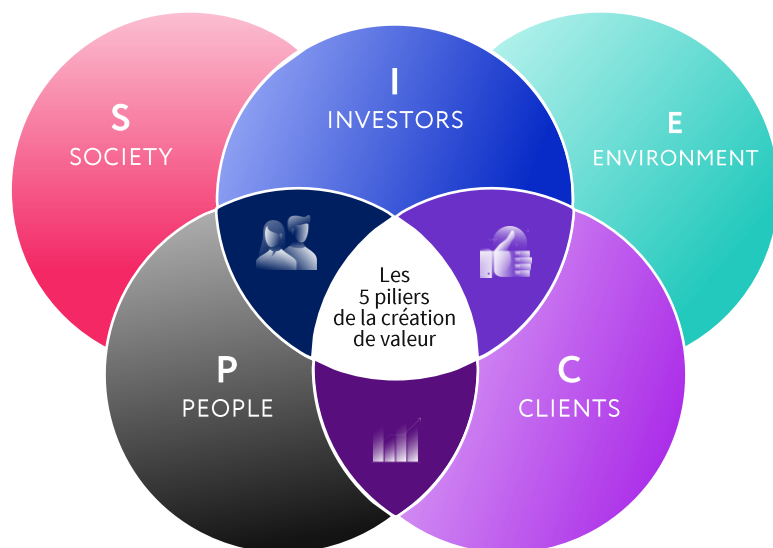 S
SOCIETY
I
INVESTORS
E
ENVIRONMENT
Les
5 piliers
de la création
de valeur
P
PEOPLE
C
CLIENTS